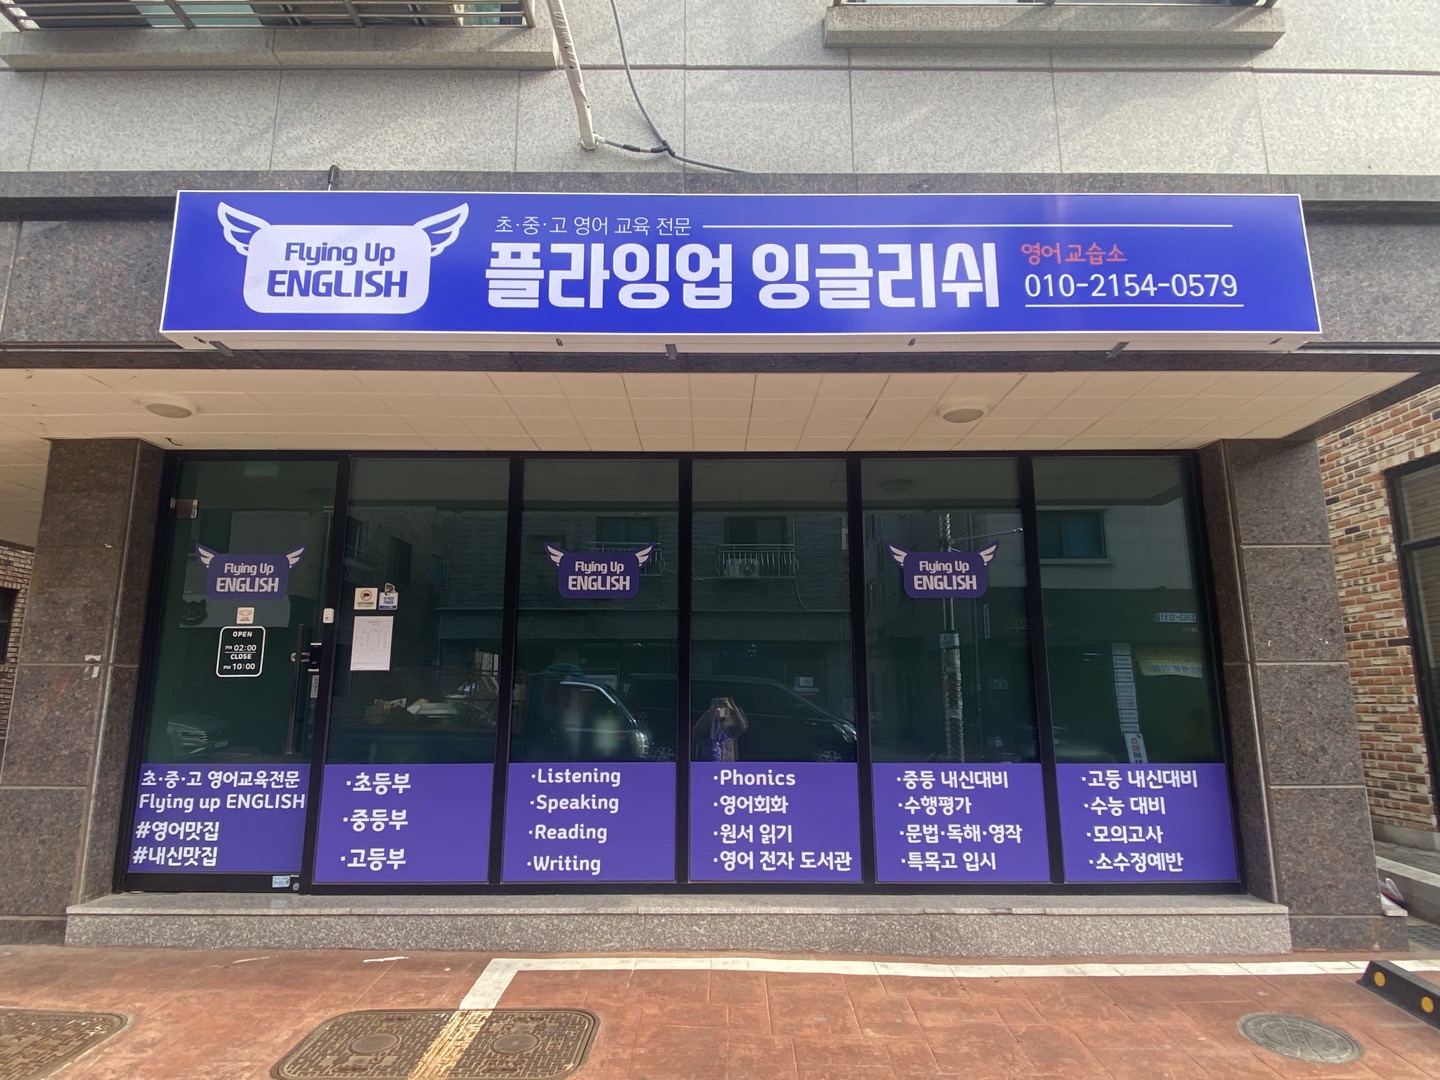 Flying Up
ENGLISH
초·중·고 영어 교육 전문
플라잉업 잉글리쉬
영어교습소
010-2154-0579
Flying Up
ENGLISH
Flying Up
ENGLISH
Flying Up
ENGLISH
OPEN
PM 02:00
CLOSE
PM 10:00
초·중·고 영어교육전문
Flying up ENGLISH
#영어맛집
#내신맛집
·초등부
·중등부
·고등부
·Listening
·Speaking
·Reading
·Writing
·Phonics
·영어회화
·원서 읽기
·영어 전자 도서관
·중등 내신대비
·수행평가
·문법·독해·영작
·특목고 입시
·고등 내신대비
·수능 대비
·모의고사
·소수정예반